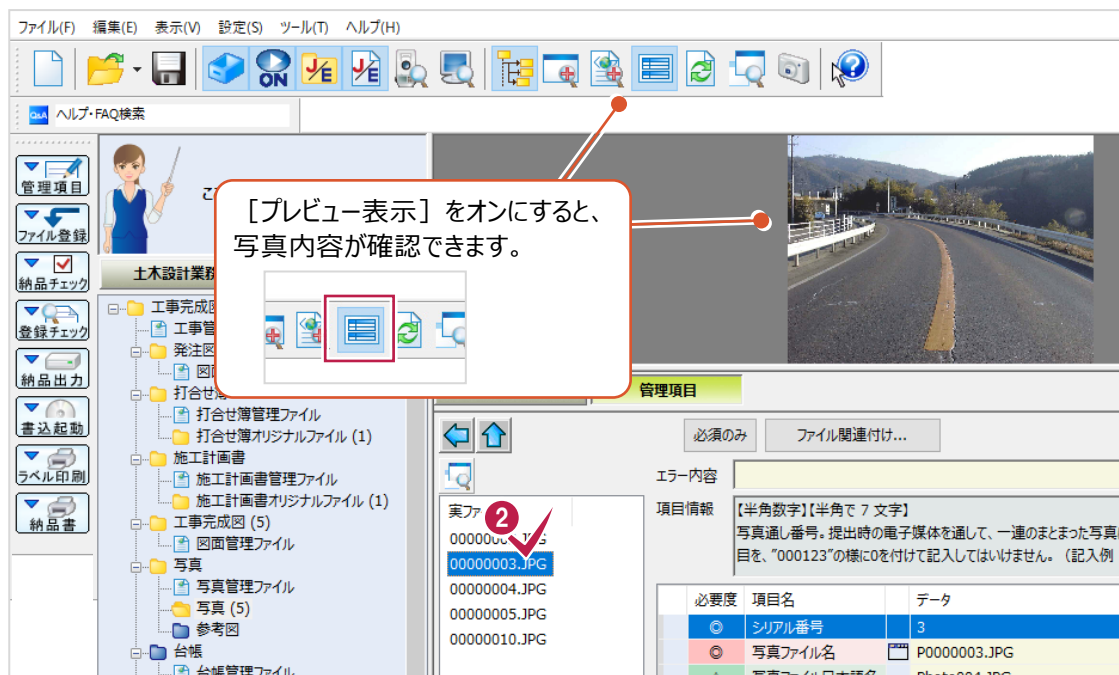 ファイル(F) 編集(E) 表示(V) 設定(S) ツール(T) ヘルプ(H)
ON
J/E
J/E
Q&A ヘルプ・FAQ検索
管理項目
ファイル登録
納品チェック
登録チェック
納品出力
書込起動
ラベル印刷
納品書
［プレビュー表示］をオンにすると、
写真内容が確認できます。
土木設計業務
工事完成図
工事管
発注図
図面
打合せ簿
打合せ簿管理ファイル
打合せ簿オリジナルファイル (1)
施工計画書
施工計画書管理ファイル
施工計画書オリジナルファイル (1)
工事完成図 (5)
図面管理ファイル
写真
写真管理ファイル
写真 (5)
参考図
台帳
台帳管理ファイル
管理項目
必須のみ ファイル関連付け...
エラー内容
項目情報 【半角数字】【半角で 7 文字】
写真通し番号。提出時の電子媒体を通して、一連のまとまった写真
目を、"000123"の様に0を付けて記入してはいけません。（記入例
実ファ
2
00000003.JPG
00000004.JPG
00000005.JPG
00000010.JPG
必要度 項目名 データ
◎ シリアル番号 3
◎ 写真ファイル名 P0000003.JPG